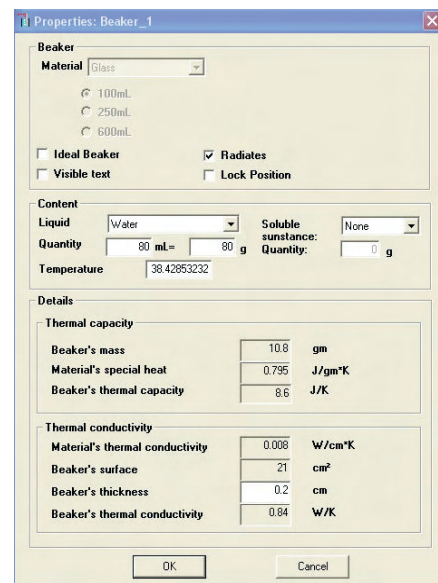 Properties: Beaker_1
Beaker
Material Glass
100mL
250mL
600mL
Ideal Beaker Radiates
Visible text Lock Position
Content
Liquid Water Soluble sunstance: None
Quantity 80 mL= 80 g Quantity: 0 g
Temperature 38.42853232
Details
Thermal capacity
Beaker's mass 10.8 gm
Material's special heat 0.795 J/gm*K
Beaker's thermal capacity 8.6 J/K
Thermal conductivity
Material's thermal conductivity 0.008 W/cm*K
Beaker's surface 21 cm²
Beaker's thickness 0.2 cm
Beaker's thermal conductivity 0.84 W/K
OK Cancel